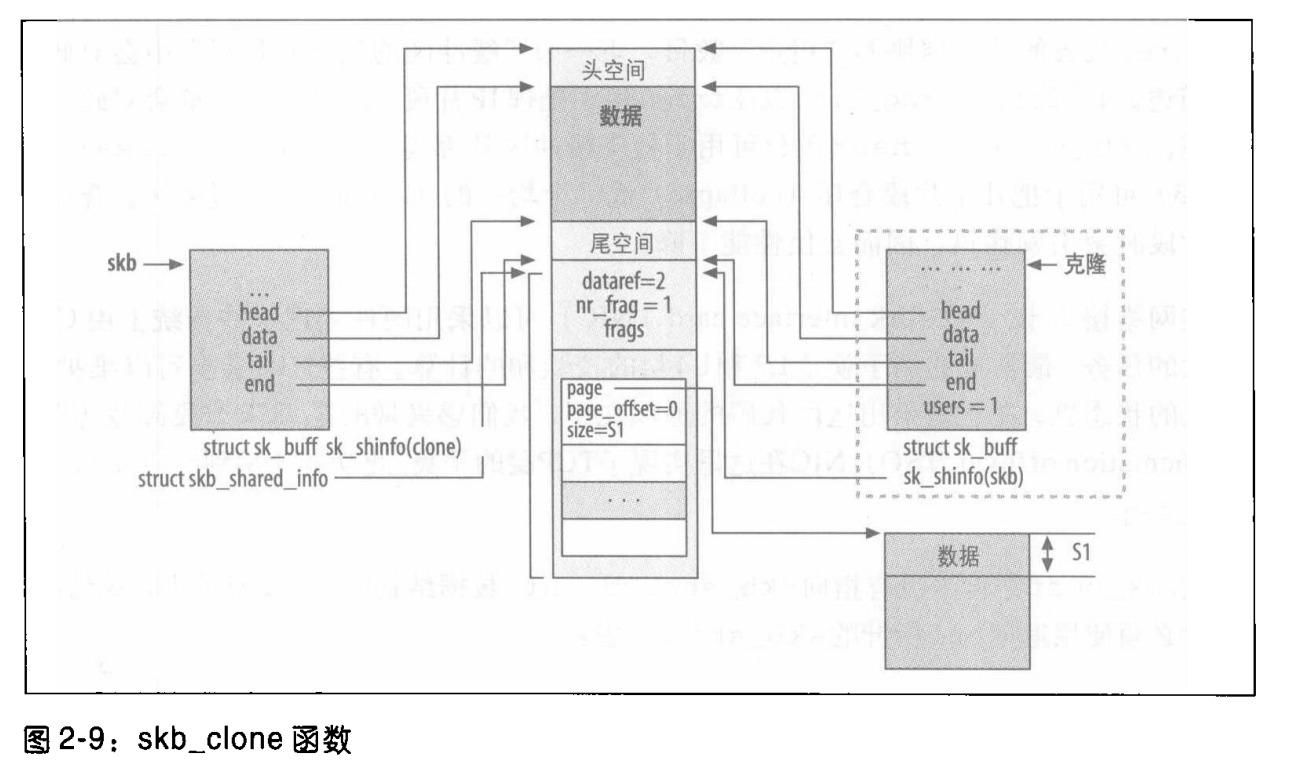 头空间
数据
尾空间
dataref=2
nr_frag = 1
frags
page
page_offset=0
size=S1
...
skb
...
head
data
tail
end
struct sk_buff sk_shinfo(clone)
struct skb_shared_info
... ... ...
克隆
head
data
tail
end
users = 1
struct sk_buff
sk_shinfo(skb)
数据
S1
图 2-9：skb_clone 函数